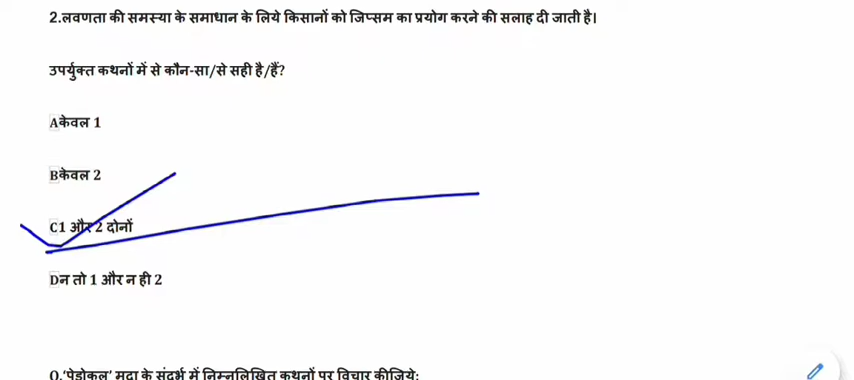 2.लवणता की समस्या के समाधान के लिये किसानों को जिप्सम का प्रयोग करने की सलाह दी जाती है।
उपर्युक्त कथनों में से कौन-सा/से सही है/हैं?
Aकेवल 1
Bकेवल 2
C1 और 2 दोनों
Dन तो 1 और न ही 2
Q.‘पेडोकल’ मृदा के संदर्भ में निम्नलिखित कथनों पर विचार कीजिये: